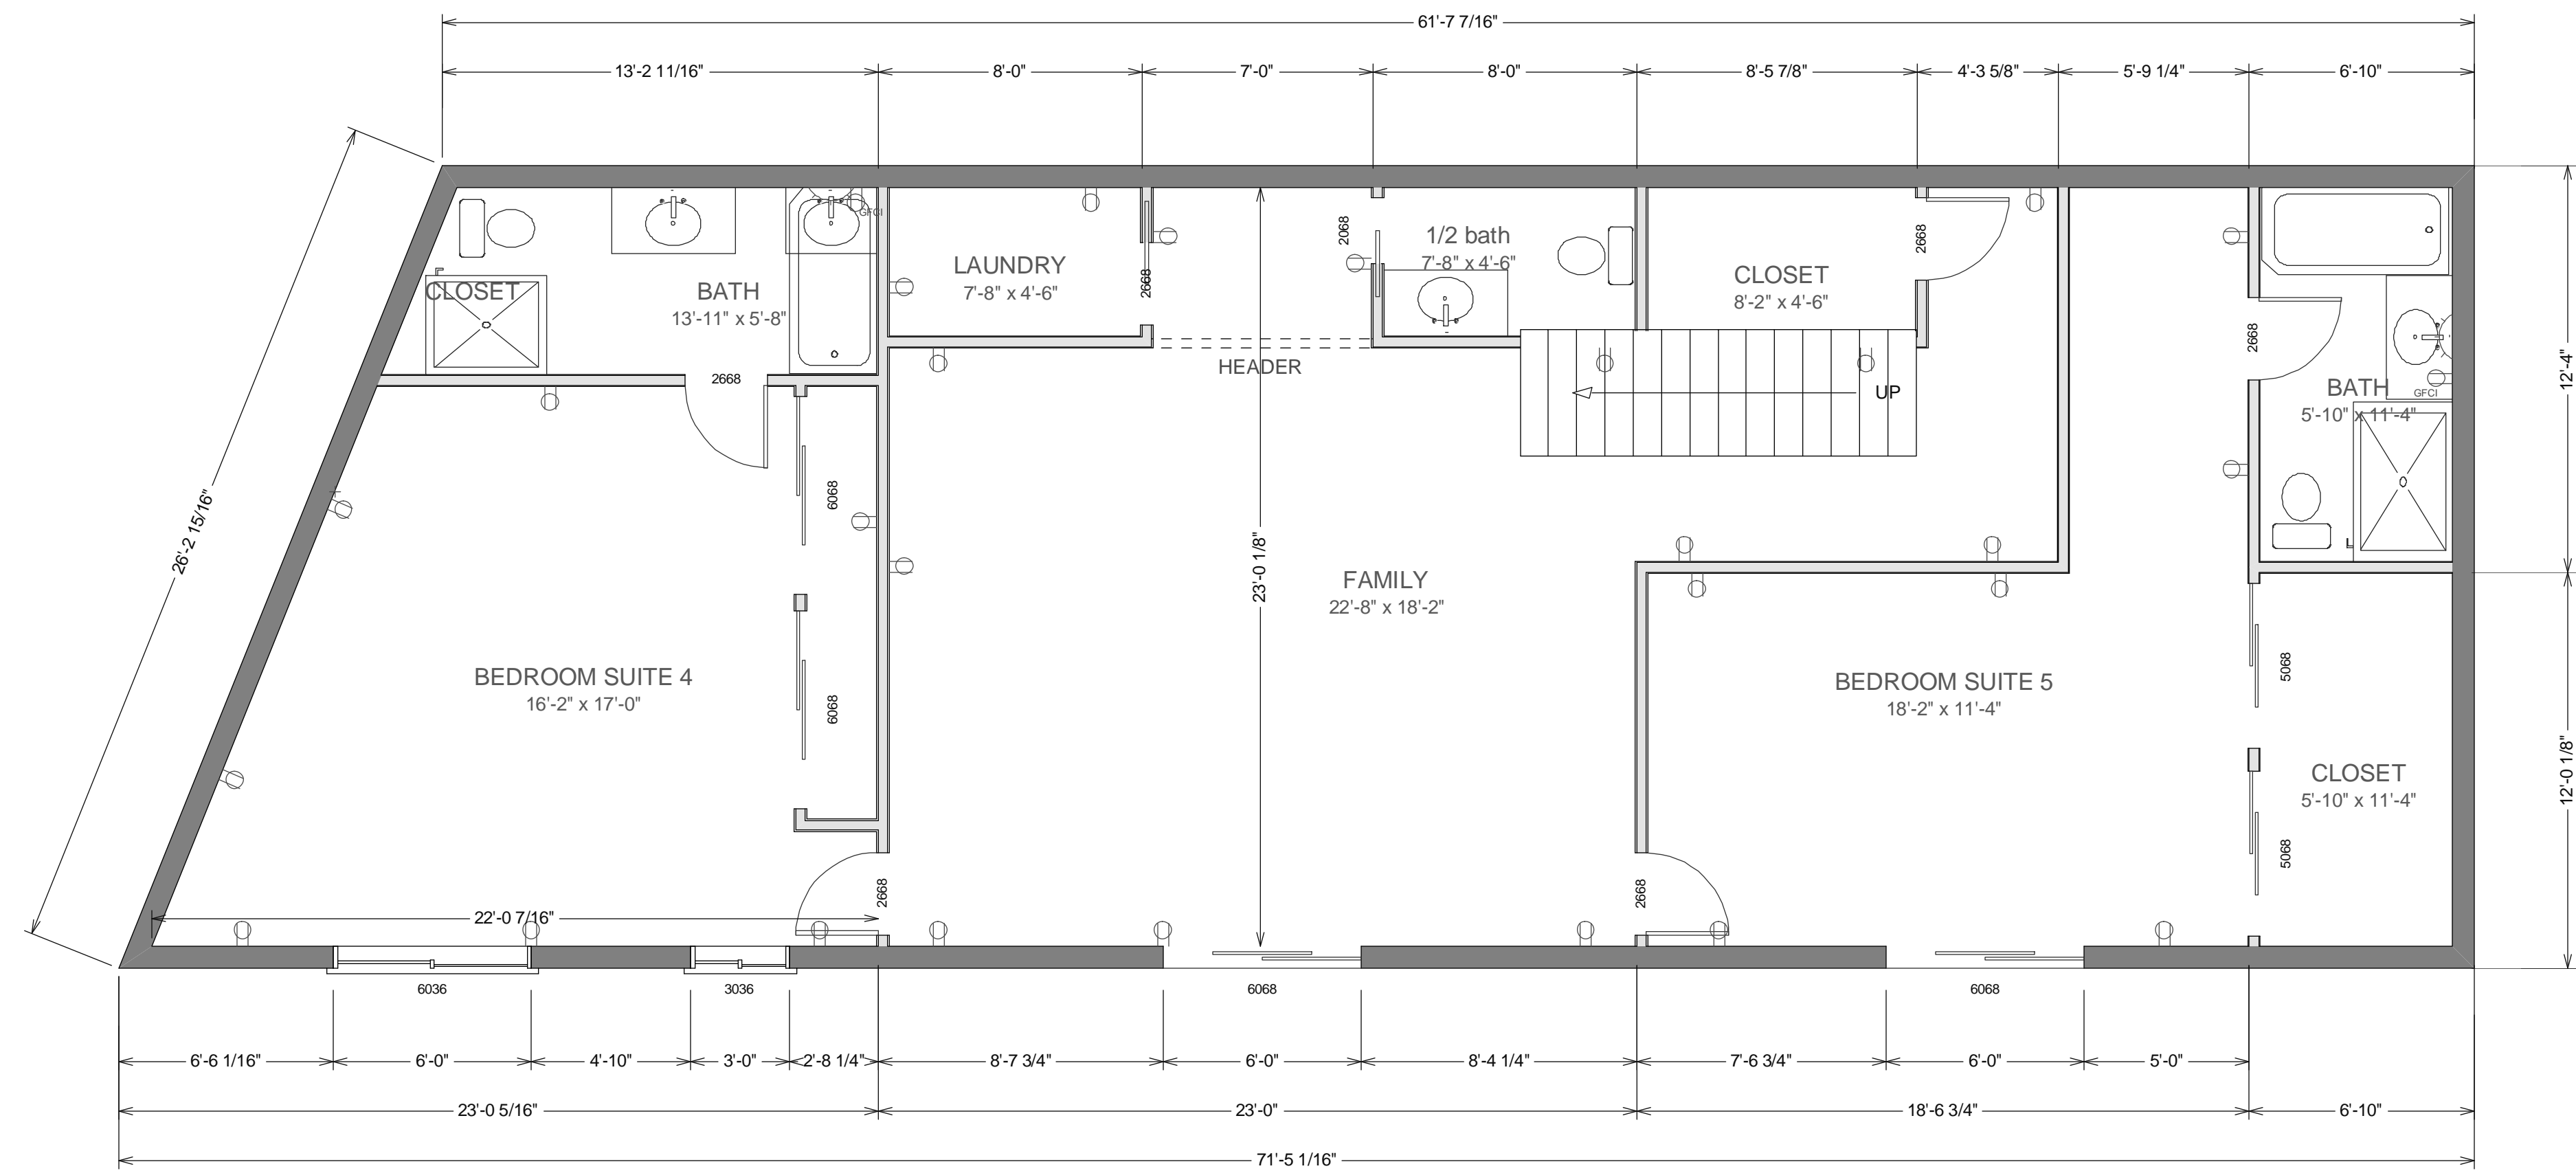 61'-7 7/16"
13'-2 11/16"
8'-0"
7'-0"
8'-0"
8'-5 7/8"
4'-3 5/8"
5'-9 1/4"
6'-10"
26'-2 15/16"
CLOSET
BATH
13'-11" x 5'-8"
GFCI
2668
LAUNDRY
7'-8" x 4'-6"
2668
HEADER
2068
1/2 bath
7'-8" x 4'-6"
CLOSET
8'-2" x 4'-6"
2668
UP
2668
BATH
5'-10" x 11'-4"
GFCI
12'-4"
6068
6068
BEDROOM SUITE 4
16'-2" x 17'-0"
23'-0 1/8"
FAMILY
22'-8" x 18'-2"
BEDROOM SUITE 5
18'-2" x 11'-4"
5068
5068
CLOSET
5'-10" x 11'-4"
12'-0 1/8"
22'-0 7/16"
2668
2668
6036
3036
6068
6068
6'-6 1/16"
6'-0"
4'-10"
3'-0"
2'-8 1/4"
8'-7 3/4"
6'-0"
8'-4 1/4"
7'-6 3/4"
6'-0"
5'-0"
23'-0 5/16"
23'-0"
18'-6 3/4"
6'-10"
71'-5 1/16"